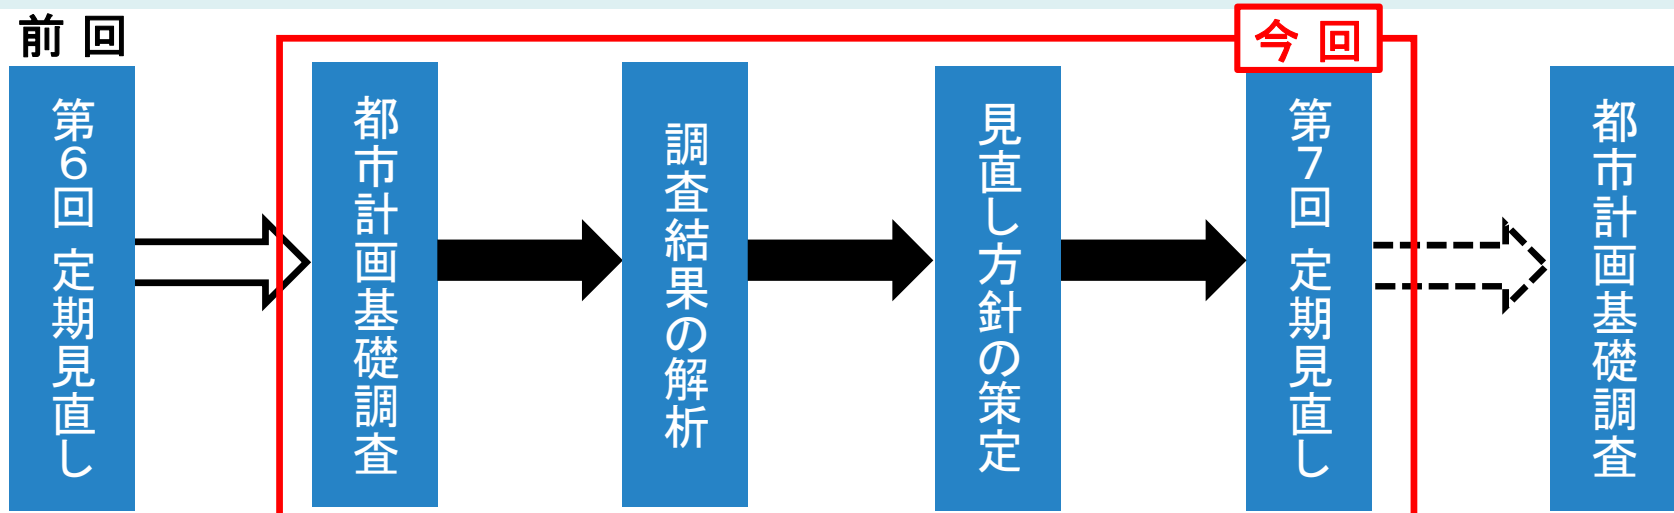 前回
今回
第６回 定期見直し
都市計画基礎調査
調査結果の解析
見直し方針の策定
第７回 定期見直し
都市計画基礎調査